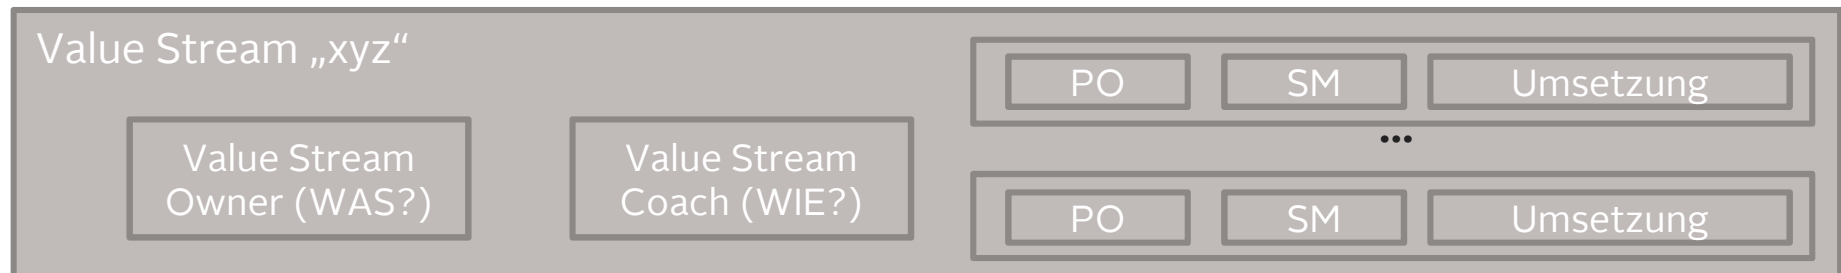 Value Stream „xyz“
Value Stream
Owner (WAS?)
Value Stream
Coach (WIE?)
PO
SM
Umsetzung
...
PO
SM
Umsetzung